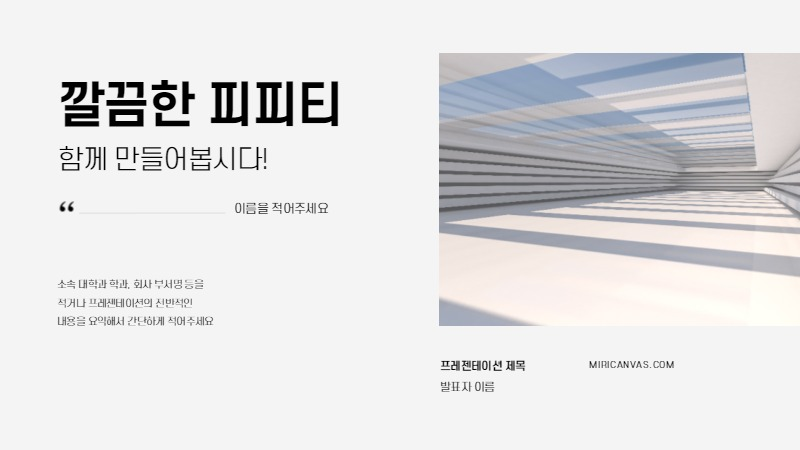 깔끔한 피피티
함께 만들어봅시다!
“
이름을 적어주세요
소속 대학과 학과, 회사 부서명 등을
적거나 프레젠테이션의 전반적인
내용을 요약해서 간단하게 적어주세요
프레젠테이션 제목
MIRICANVAS.COM
발표자 이름